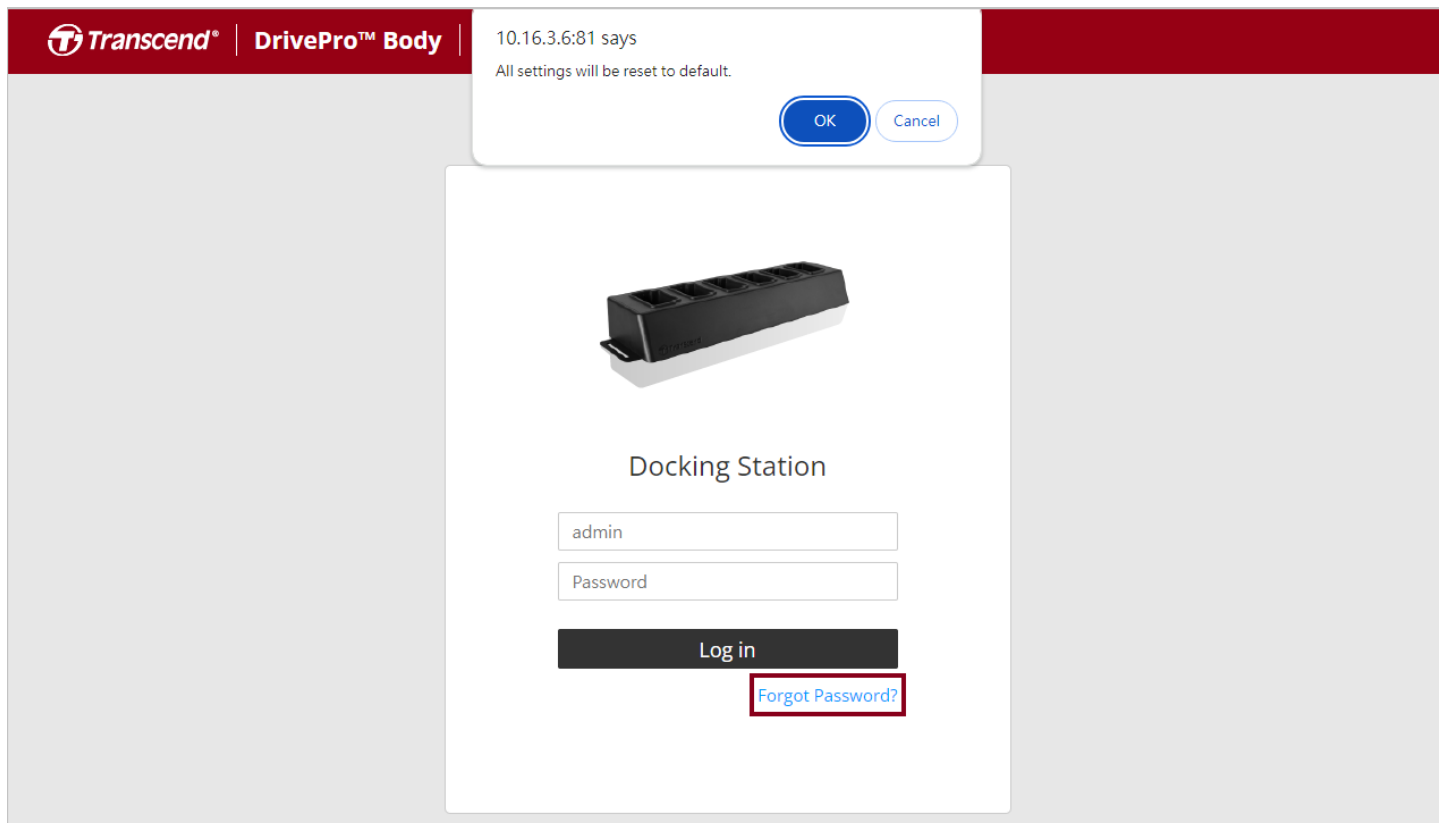 Transcend® DrivePro™ Body
10.16.3.6:81 says
All settings will be reset to default.
OK Cancel
Docking Station
admin
Password
Log in
Forgot Password?